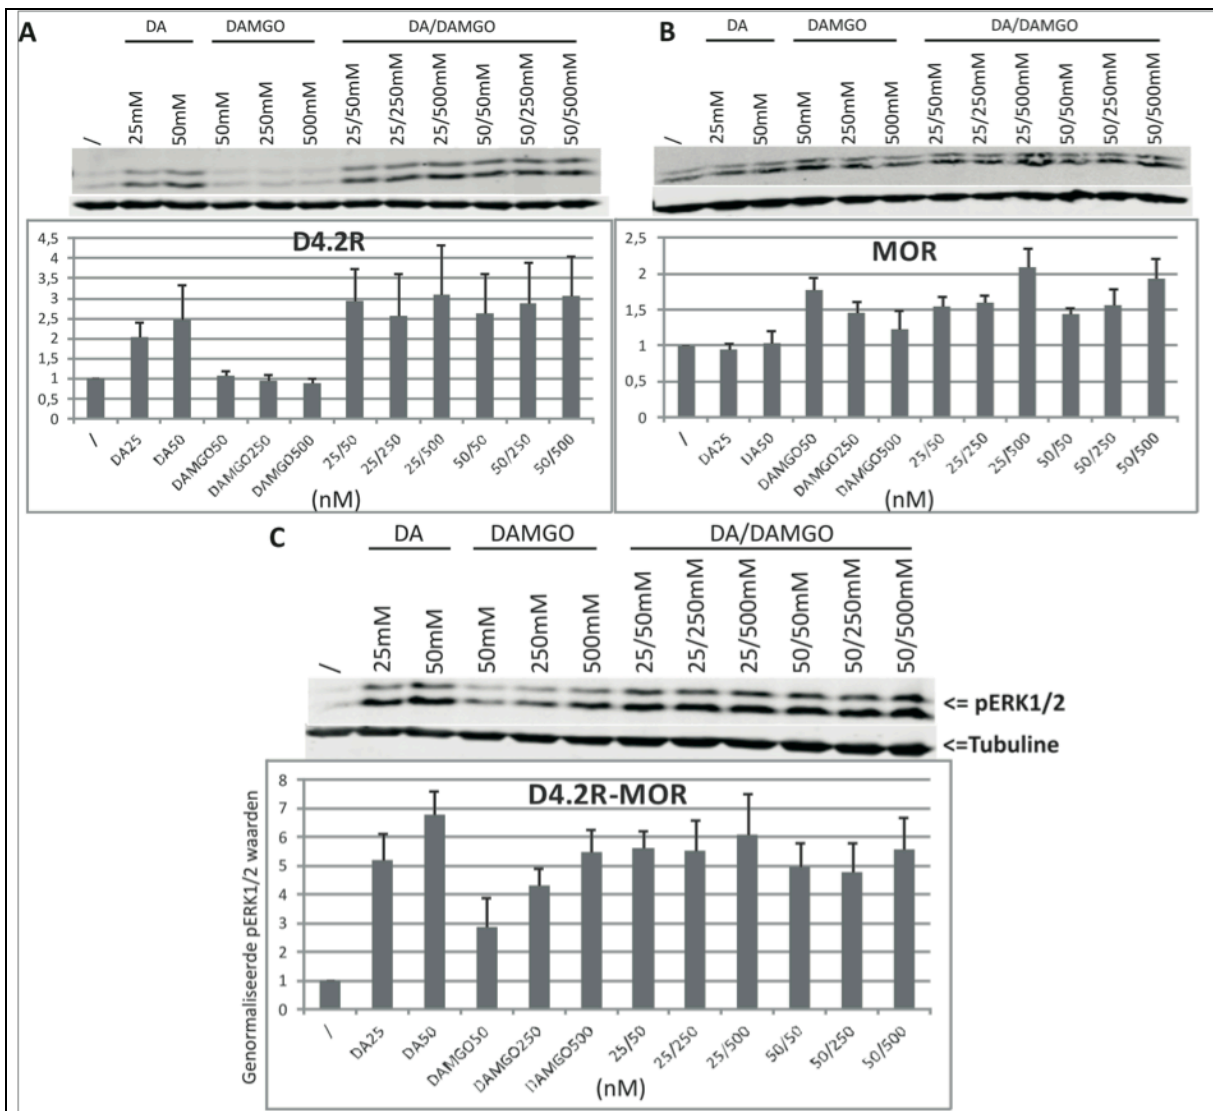 A
DA DAMGO DA/DAMGO
/ 25mM 50mM 50mM 250mM 500mM 25/50mM 25/250mM 25/500mM 50/50mM 50/250mM 50/500mM
D4.2R
4,5
4
3,5
3
2,5
2
1,5
1
0,5
0
/ DA25 DA50 DAMGO50 DAMGO250 DAMGO500 25/50 25/250 25/500 50/50 50/250 50/500
(nM)
B
DA DAMGO DA/DAMGO
/ 25mM 50mM 50mM 250mM 500mM 25/50mM 25/250mM 25/500mM 50/50mM 50/250mM 50/500mM
MOR
2,5
2
1,5
1
0,5
0
/ DA25 DA50 DAMGO50 DAMGO250 DAMGO500 25/50 25/250 25/500 50/50 50/250 50/500
(nM)
C
DA DAMGO DA/DAMGO
/ 25mM 50mM 50mM 250mM 500mM 25/50mM 25/250mM 25/500mM 50/50mM 50/250mM 50/500mM
<= pERK1/2
<=Tubuline
D4.2R-MOR
Genormaliseerde pERK1/2 waarden
8
7
6
5
4
3
2
1
0
/ DA25 DA50 DAMGO50 DAMGO250 DAMGO500 25/50 25/250 25/500 50/50 50/250 50/500
(nM)